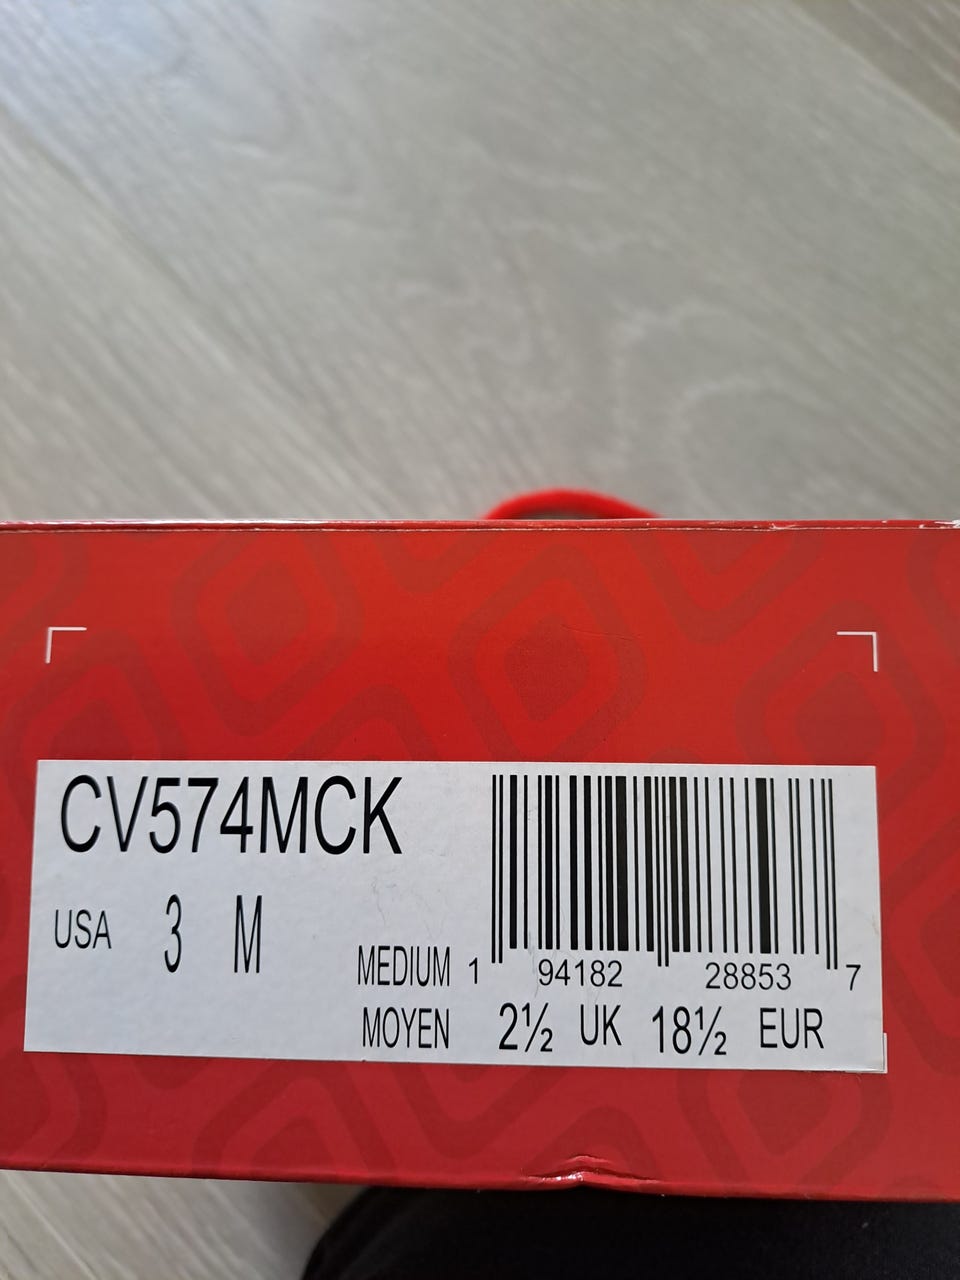 CV574MCK
USA 3 M
MEDIUM 1 94182 28853 7
MOYEN 2½ UK 18½ EUR